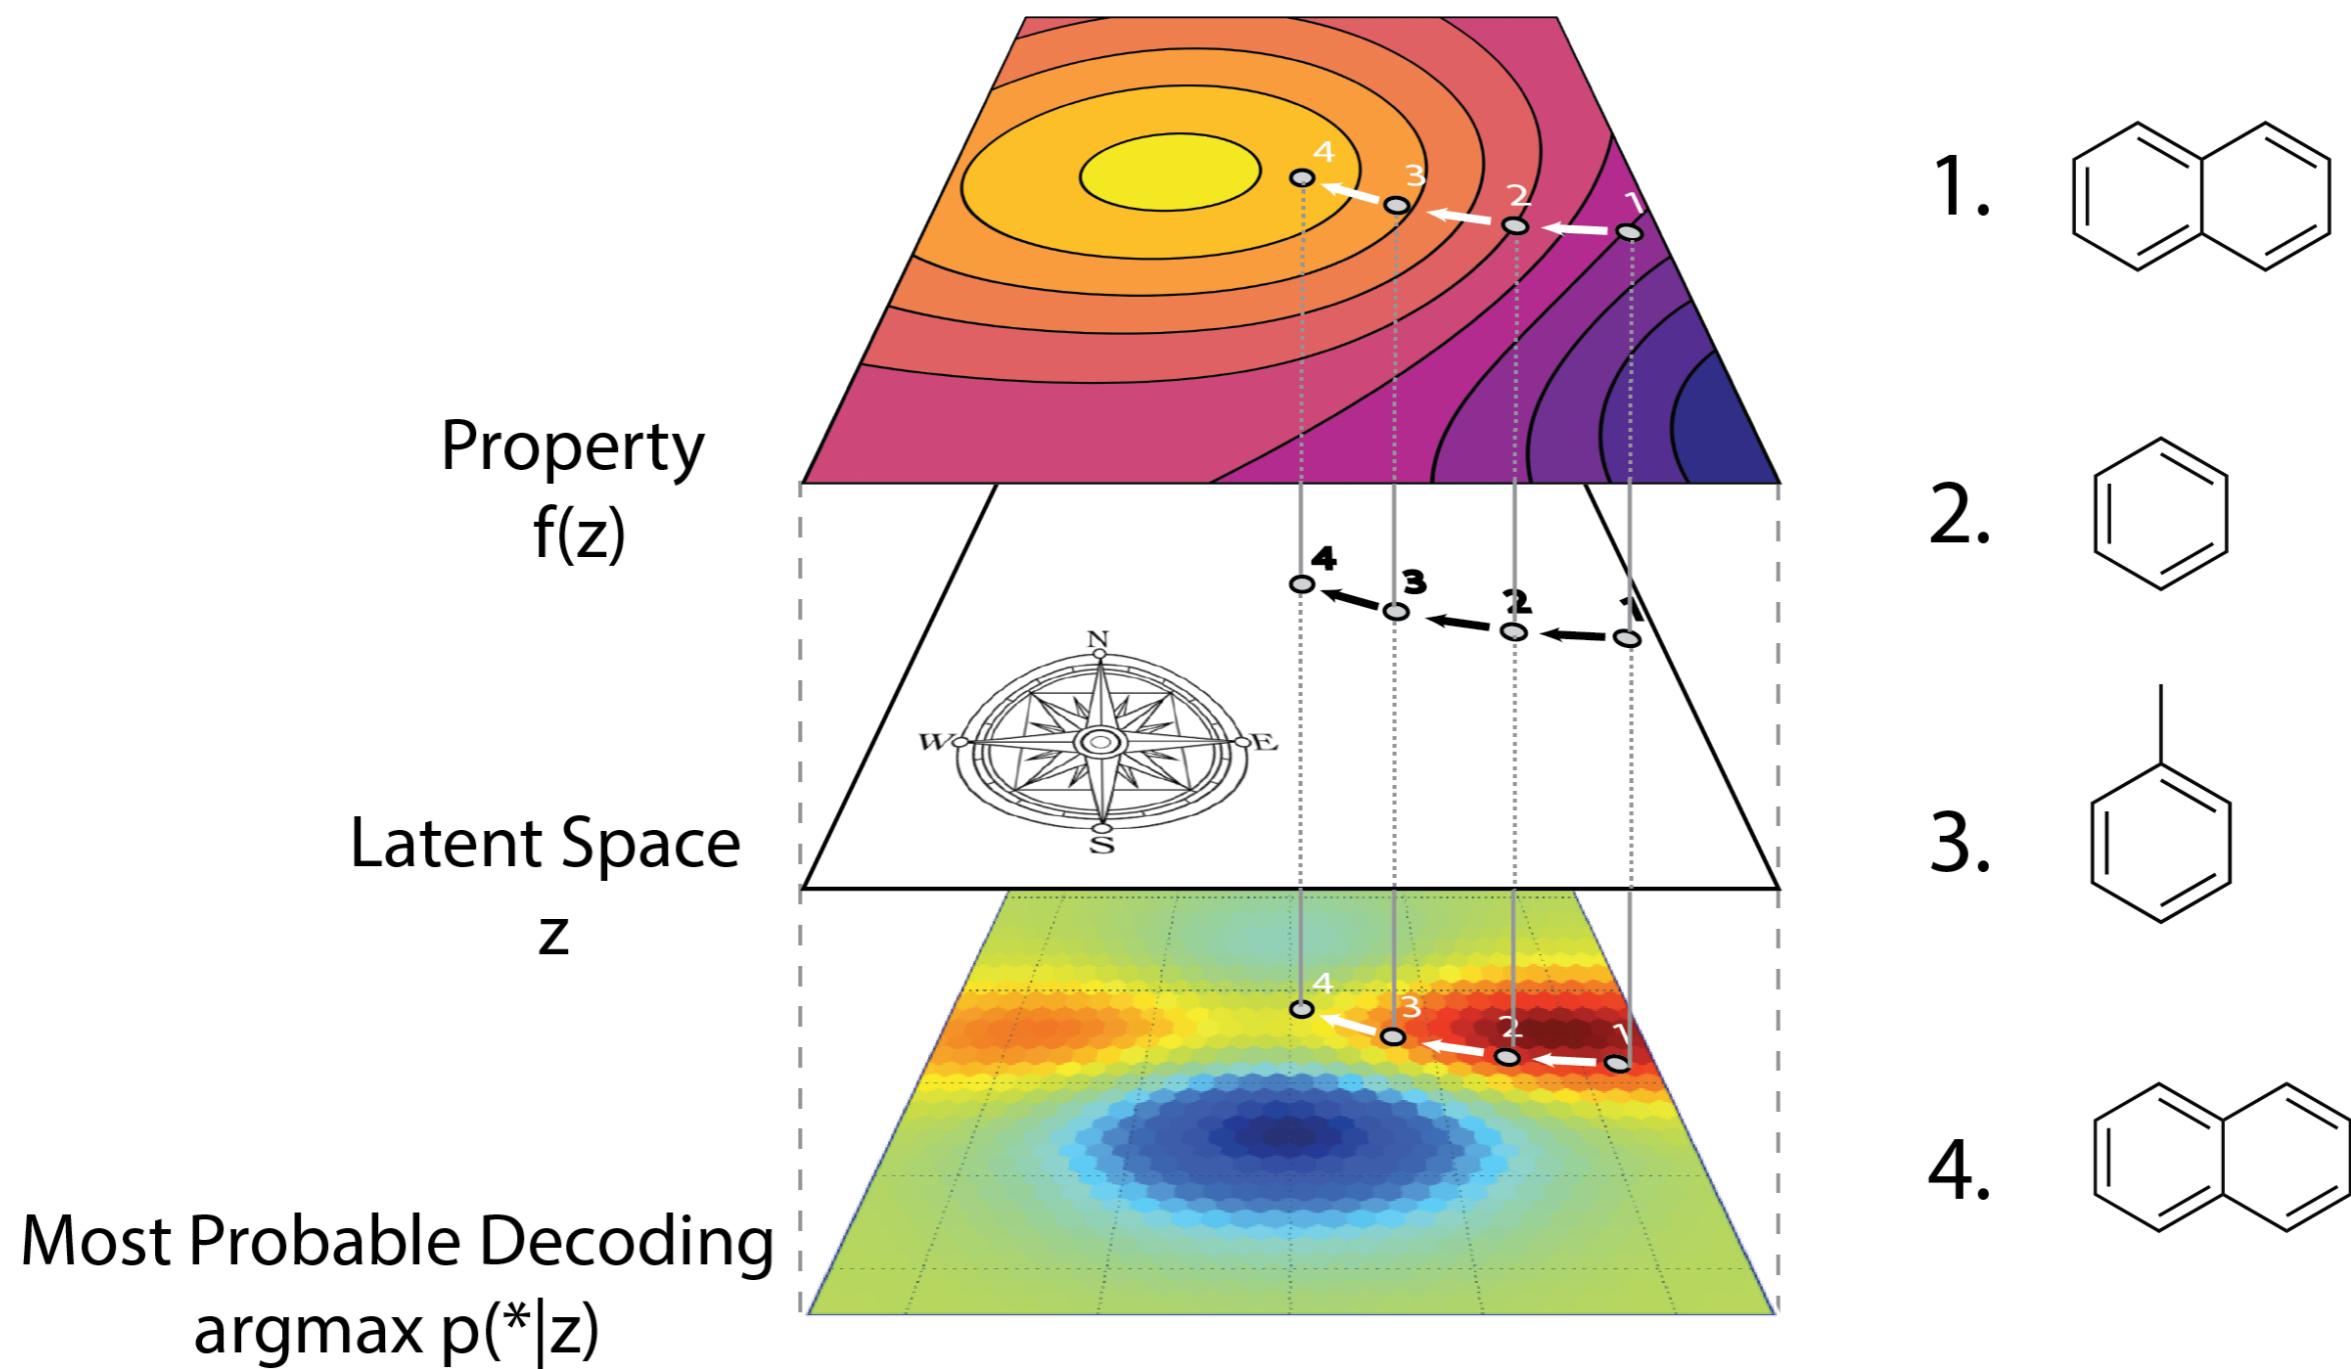 4
3
2
1
1.
Property
f(z)
2.
4
3
2
1
N
W
E
S
Latent Space
z
3.
4
3
2
1
4.
Most Probable Decoding
argmax p(*|z)